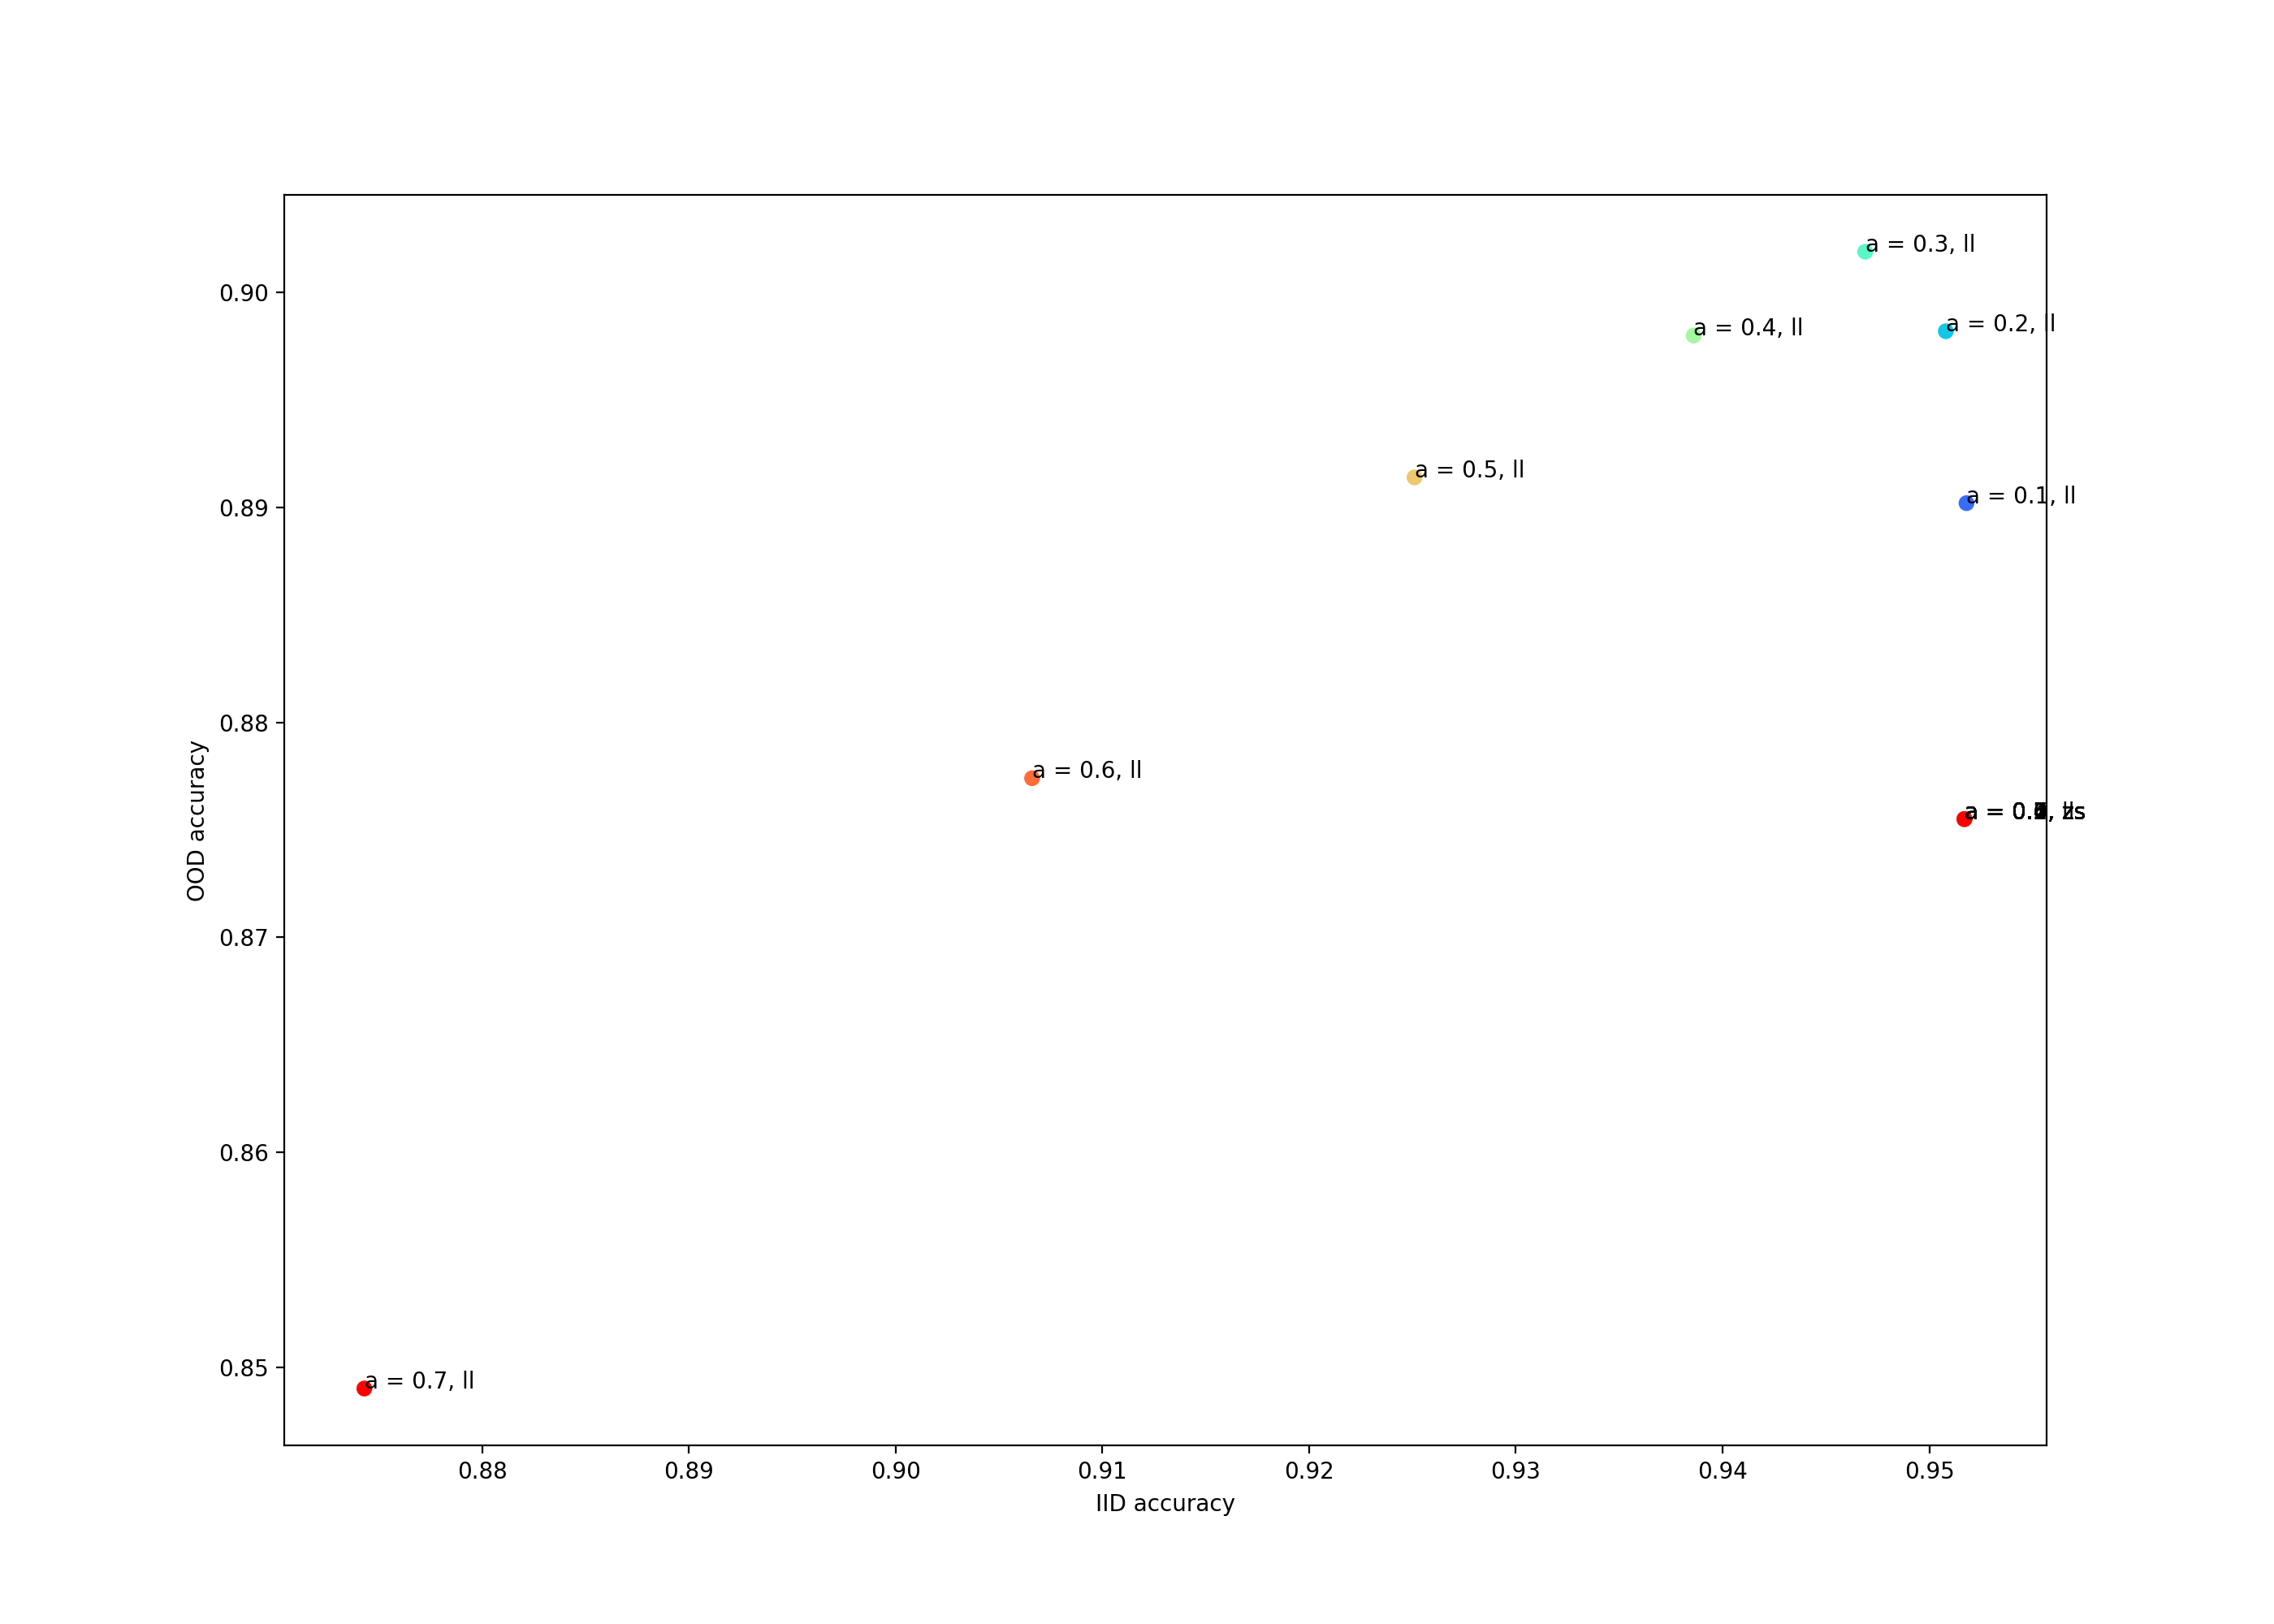 a = 0.3, ll
0.90
a = 0.2, ll
a = 0.4, ll
a = 0.5, ll
0.89
a = 0.1, ll
0.88
a = 0.6, ll
OOD accuracy
0.87
0.86
0.85
a = 0.7, ll
0.88 0.89 0.90 0.91 0.92 0.93 0.94 0.95
IID accuracy